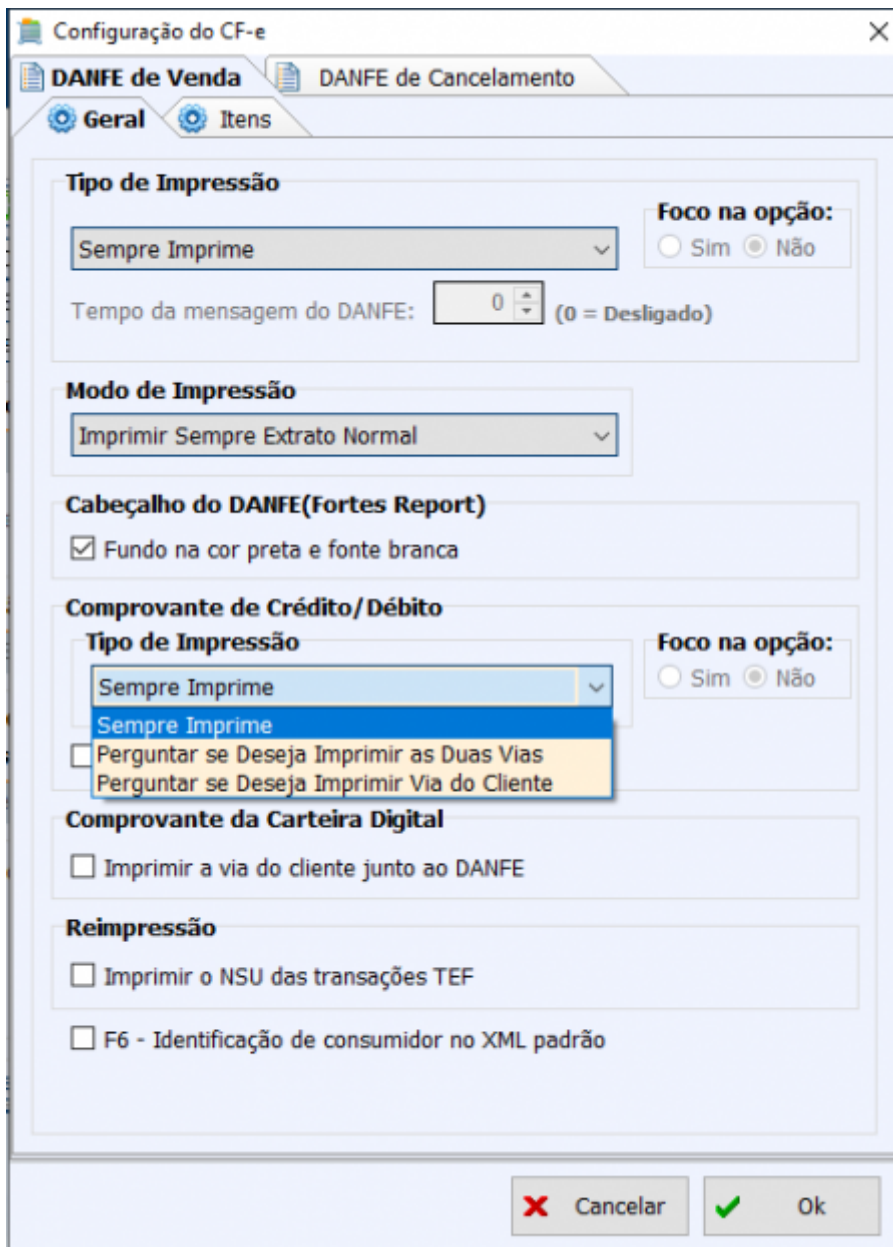 Configuração do CF-e
DANFE de Venda
DANFE de Cancelamento
Geral
Itens
Tipo de Impressão
Foco na opção:
Sempre Imprime
Sim
Não
Tempo da mensagem do DANFE: 0 (0 = Desligado)
Modo de Impressão
Imprimir Sempre Extrato Normal
Cabeçalho do DANFE(Fortes Report)
Fundo na cor preta e fonte branca
Comprovante de Crédito/Débito
Tipo de Impressão
Foco na opção:
Sempre Imprime
Sim
Não
Sempre Imprime
Perguntar se Deseja Imprimir as Duas Vias
Perguntar se Deseja Imprimir Via do Cliente
Comprovante da Carteira Digital
Imprimir a via do cliente junto ao DANFE
Reimpressão
Imprimir o NSU das transações TEF
F6 - Identificação de consumidor no XML padrão
Cancelar
Ok